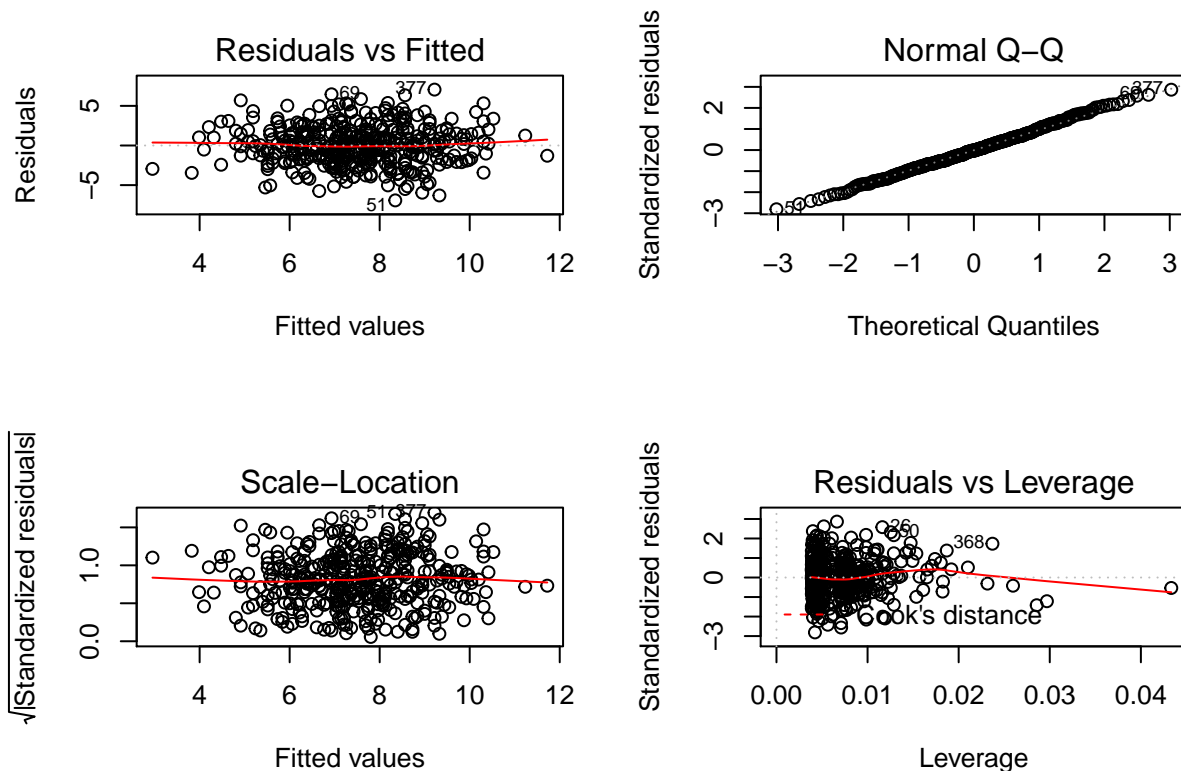 Residuals vs Fitted
Residuals
5
−5
69
377
51
4 6 8 10 12
Fitted values
Normal Q−Q
Standardized residuals
2
0
−3
69
377
51
−3 −2 −1 0 1 2 3
Theoretical Quantiles
Scale−Location
√|Standardized residuals|
1.0
0.0
69
51
377
4 6 8 10 12
Fitted values
Residuals vs Leverage
Standardized residuals
2
0
−3
26
368
Cook's distance
0.00 0.01 0.02 0.03 0.04
Leverage